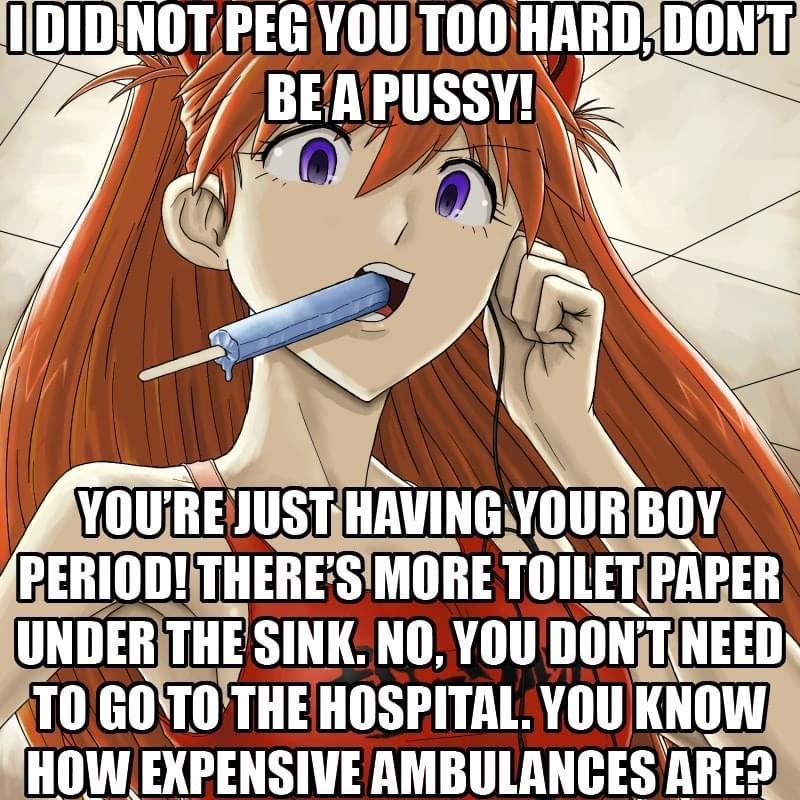 I DID NOT PEG YOU TOO HARD, DON'T
BE A PUSSY!
YOU'RE JUST HAVING YOUR BOY
PERIOD! THERE'S MORE TOILET PAPER
UNDER THE SINK. NO, YOU DON'T NEED
TO GO TO THE HOSPITAL. YOU KNOW
HOW EXPENSIVE AMBULANCES ARE?